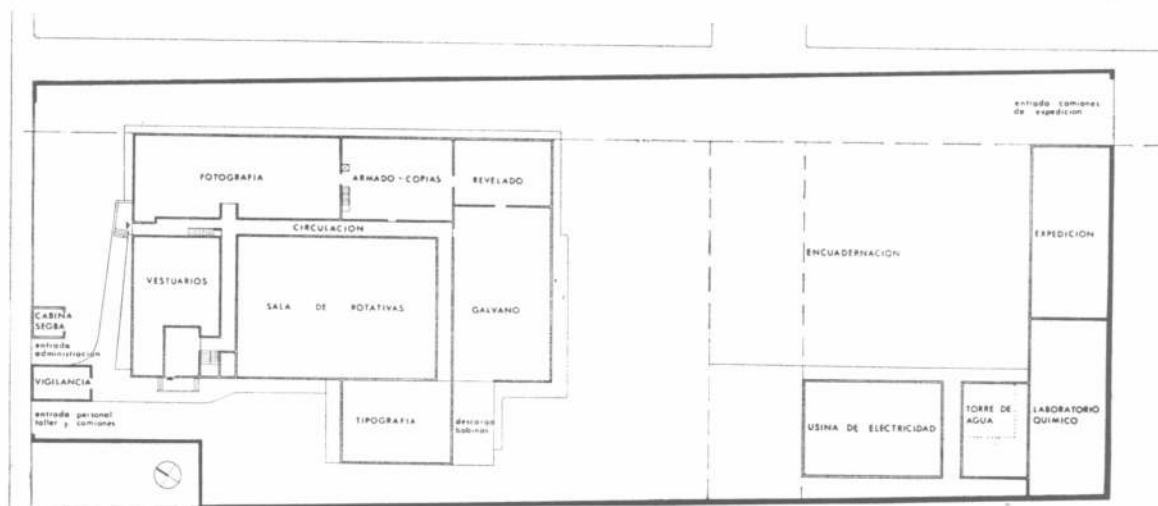 entrada camiones
de expedicion
FOTOGRAFIA
ARMADO - COPIAS
REVELADO
CIRCULACION
EXPEDICION
ENCUADERNACION
VESTUARIOS
SALA DE ROTATIVAS
GALVANO
CABINA
SEGBA
entrada
administracion
VIGILANCIA
entrada personal
taller y camiones
TIPOGRAFIA
descarga
bobinas
USINA DE ELECTRICIDAD
TORRE DE
AGUA
LABORATORIO
QUIMICO